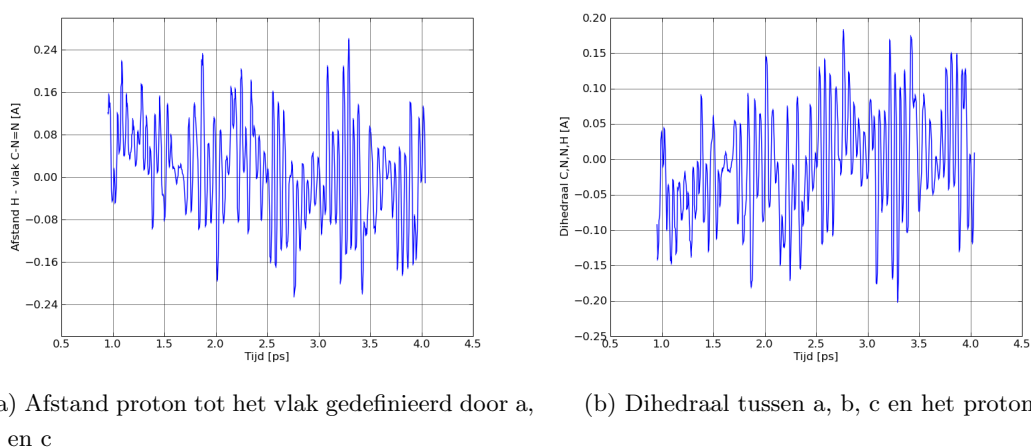 0.24
0.16
0.08
0.00
−0.08
−0.16
−0.24
Afstand H - vlak C-N=N [A]
0.5 1.0 1.5 2.0 2.5 3.0 3.5 4.0 4.5
Tijd [ps]
0.20
0.15
0.10
0.05
0.00
−0.05
−0.10
−0.15
−0.20
−0.25
Dihedraal C,N,N,H [A]
0.5 1.0 1.5 2.0 2.5 3.0 3.5 4.0 4.5
Tijd [ps]
a) Afstand proton tot het vlak gedefinieerd door a,
en c
(b) Dihedraal tussen a, b, c en het proton